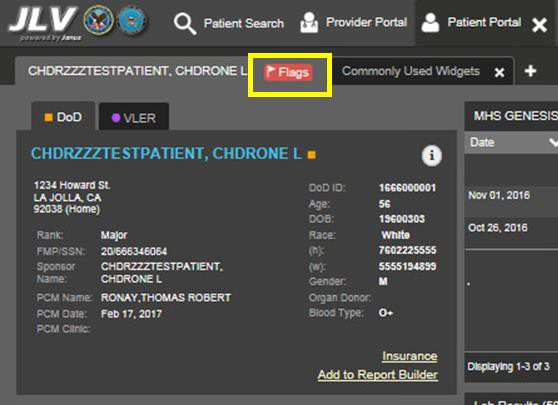 JLV
powered by Janus
Patient Search
Provider Portal
Patient Portal
CHDRZZZTESTPATIENT, CHDRONE L
Flags
Commonly Used Widgets
DoD
VLER
CHDRZZZTESTPATIENT, CHDRONE L
1234 Howard St.
LA JOLLA, CA
92038 (Home)
Rank: Major
FMP/SSN: 20/666346064
Sponsor Name: CHDRZZZTESTPATIENT,
CHDRONE L
PCM Name: RONAY,THOMAS ROBERT
PCM Date: Feb 17, 2017
PCM Clinic:
DoD ID: 1666000001
Age: 56
DOB: 19600303
Race: White
(h): 7602225555
(w): 5555194899
Gender: M
Organ Donor:
Blood Type: O+
Insurance
Add to Report Builder
MHS GENESIS
Date
Nov 01, 2016
Oct 26, 2016
Displaying 1-3 of 3